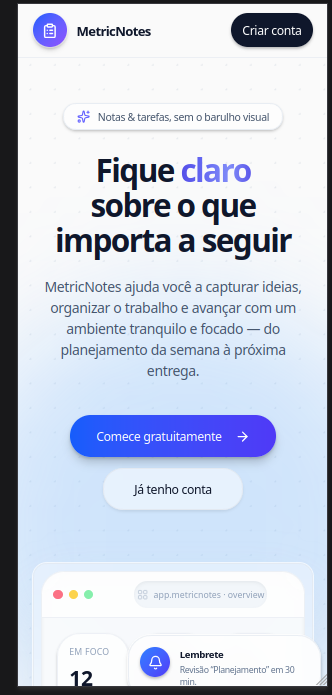 MetricNotes
Criar conta
Notas & tarefas, sem o barulho visual
Fique claro
sobre o que
importa a seguir
MetricNotes ajuda você a capturar ideias,
organizar o trabalho e avançar com um
ambiente tranquilo e focado — do
planejamento da semana à próxima
entrega.
Comece gratuitamente
Já tenho conta
app.metricnotes · overview
EM FOCO
12
Lembrete
Revisão "Planejamento" em 30
min.